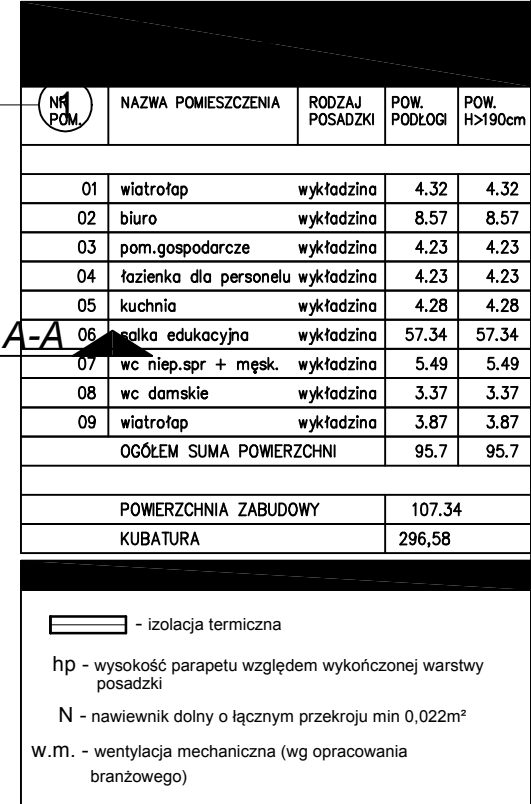 1
NR POM. NAZWA POMIESZCZENIA RODZAJ POSADZKI POW. PODŁOGI POW. H>190cm
01 wiatrołap wykładzina 4.32 4.32
02 biuro wykładzina 8.57 8.57
03 pom.gospodarcze wykładzina 4.23 4.23
04 łazienka dla personelu wykładzina 4.23 4.23
05 kuchnia wykładzina 4.28 4.28
A-A
06 salka edukacyjna wykładzina 57.34 57.34
07 wc niep.spr + męsk. wykładzina 5.49 5.49
08 wc damskie wykładzina 3.37 3.37
09 wiatrołap wykładzina 3.87 3.87
OGÓŁEM SUMA POWIERZCHNI 95.7 95.7
POWIERZCHNIA ZABUDOWY 107.34
KUBATURA 296,58
- izolacja termiczna
hp - wysokość parapetu względem wykończonej warstwy
posadzki
N - nawiewnik dolny o łącznym przekroju min 0,022m²
w.m. - wentylacja mechaniczna (wg opracowania
branżowego)